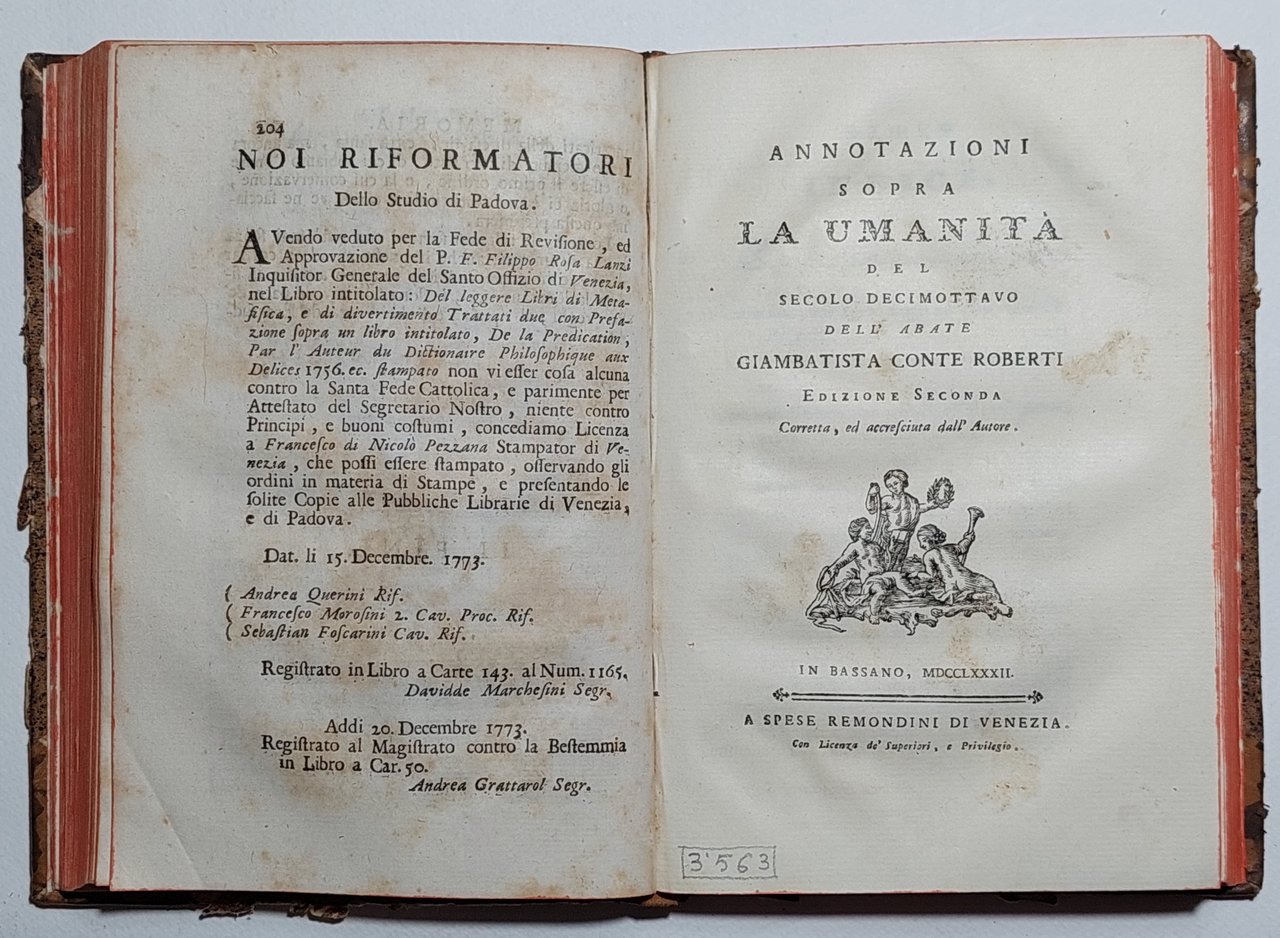 204
NOI RIFORMATORI
Dello Studio di Padova.
AVendo veduto per la Fede di Reviſione, ed
Approvazione del P. F. Filippo Roſa Lanzi
Inquiſitor Generale del Santo Offizio di Venezia,
nel Libro intitolato: Del leggere Libri di Meta-
fiſica, e di divertimento Trattati due con Prefa-
zione ſopra un libro intitolato, De la Predication,
Par l' Auteur du Dictionaire Philoſophique aux
Delices 1756. ec. ſtampato non vi eſſer coſa alcuna
contro la Santa Fede Cattolica, e parimente per
Atteſtato del Segretario Noſtro, niente contro
Principi, e buoni coſtumi, concediamo Licenza
a Franceſco di Nicolò Pezzana Stampator di Ve-
nezia, che poſſi eſſere ſtampato, oſſervando gli
ordini in materia di Stampe, e preſentando le
ſolite Copie alle Pubbliche Librarie di Venezia,
e di Padova.
Dat. li 15. Decembre. 1773.
( Andrea Querini Rif.
( Franceſco Moroſini 2. Cav. Proc. Rif.
( Sebaſtian Foſcarini Cav. Rif.
Regiſtrato in Libro a Carte 143. al Num. 1165.
Davidde Marcheſini Segr.
Addi 20. Decembre 1773.
Regiſtrato al Magiſtrato contro la Beſtemmia
in Libro a Car. 50.
Andrea Grattarol Segr.
ANNOTAZIONI
SOPRA
LA UMANITÀ
DEL
SECOLO DECIMOTTAVO
DELL' ABATE
GIAMBATISTA CONTE ROBERTI
EDIZIONE SECONDA
Corretta, ed accreſciuta dall' Autore.
IN BASSANO, MDCCLXXXII.
A SPESE REMONDINI DI VENEZIA.
Con Licenza de' Superiori, e Privilegio.
3'563